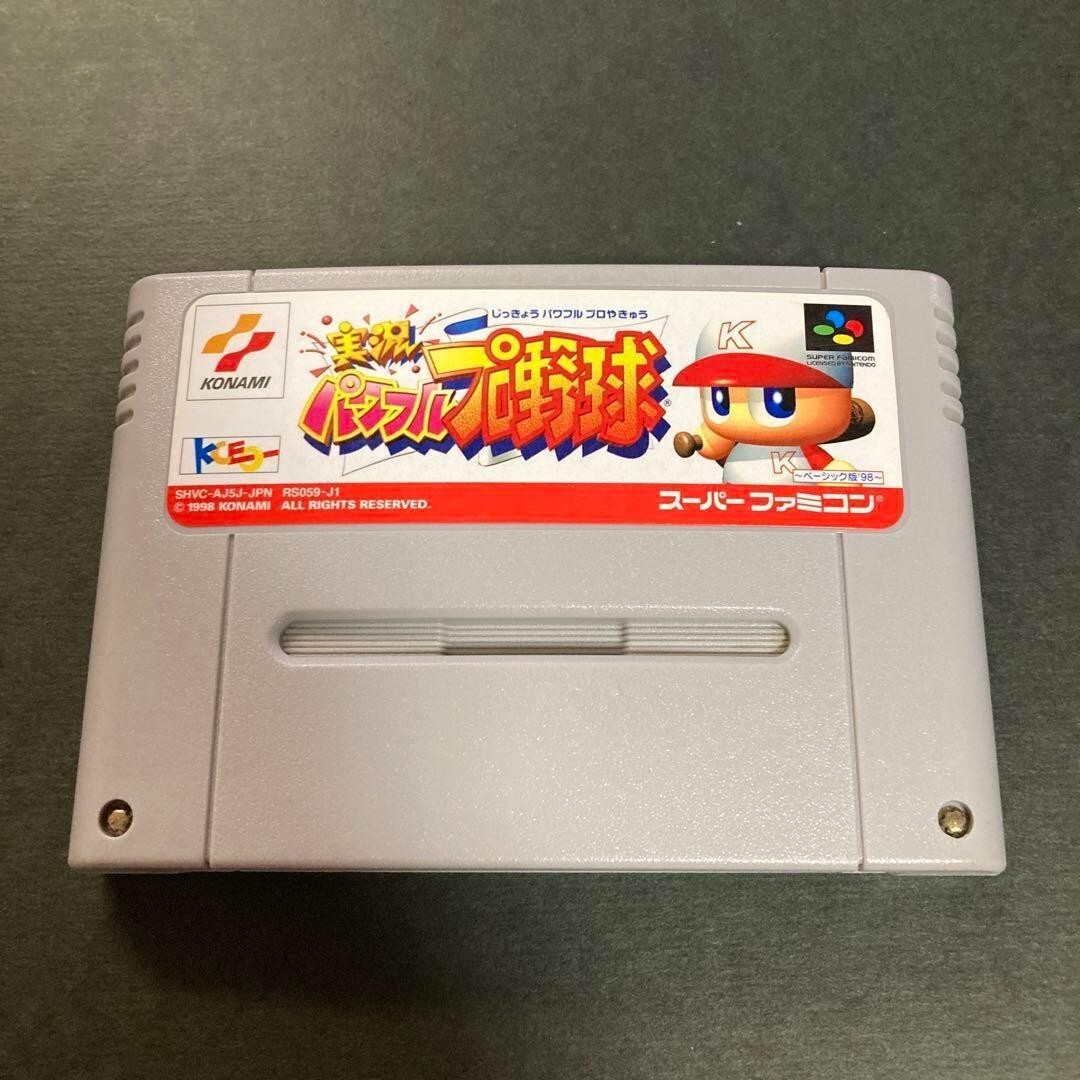 じっきょう パワフル プロやきゅう
実況
パワフル
プロ野球®
KONAMI
KCEO
K
K
SUPER FAMICOM
LICENSED BY NINTENDO
~ベーシック版'98~
SHVC-AJ5J-JPN RS059-J1
© 1998 KONAMI ALL RIGHTS RESERVED.
スーパーファミコン®